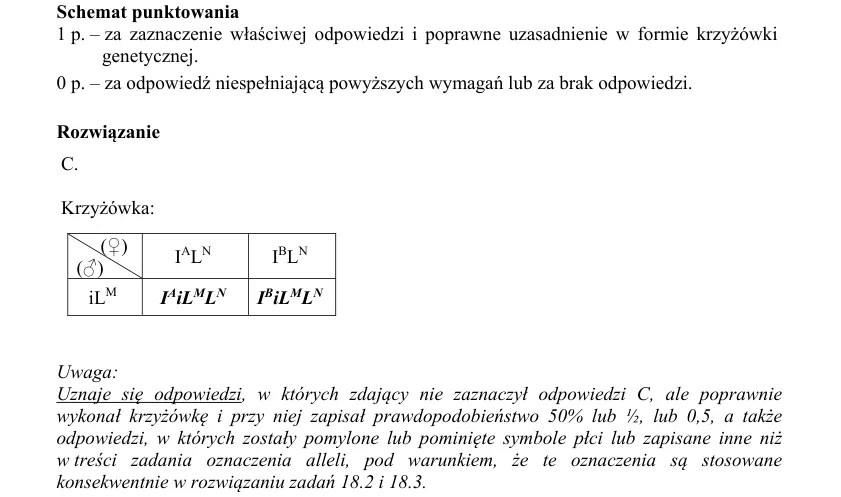 Schemat punktowania
1 p. – za zaznaczenie właściwej odpowiedzi i poprawne uzasadnienie w formie krzyżówki
genetycznej.
0 p. – za odpowiedź niespełniającą powyższych wymagań lub za brak odpowiedzi.
Rozwiązanie
C.
Krzyżówka:
(♀)
(♂)
IᴬLᴺ
IᴮLᴺ
iLᴹ
IᴬiLᴹLᴺ
IᴮiLᴹLᴺ
Uwaga:
Uznaje się odpowiedzi, w których zdający nie zaznaczył odpowiedzi C, ale poprawnie
wykonał krzyżówkę i przy niej zapisał prawdopodobieństwo 50% lub ½, lub 0,5, a także
odpowiedzi, w których zostały pomylone lub pominięte symbole płci lub zapisane inne niż
w treści zadania oznaczenia alleli, pod warunkiem, że te oznaczenia są stosowane
konsekwentnie w rozwiązaniu zadań 18.2 i 18.3.